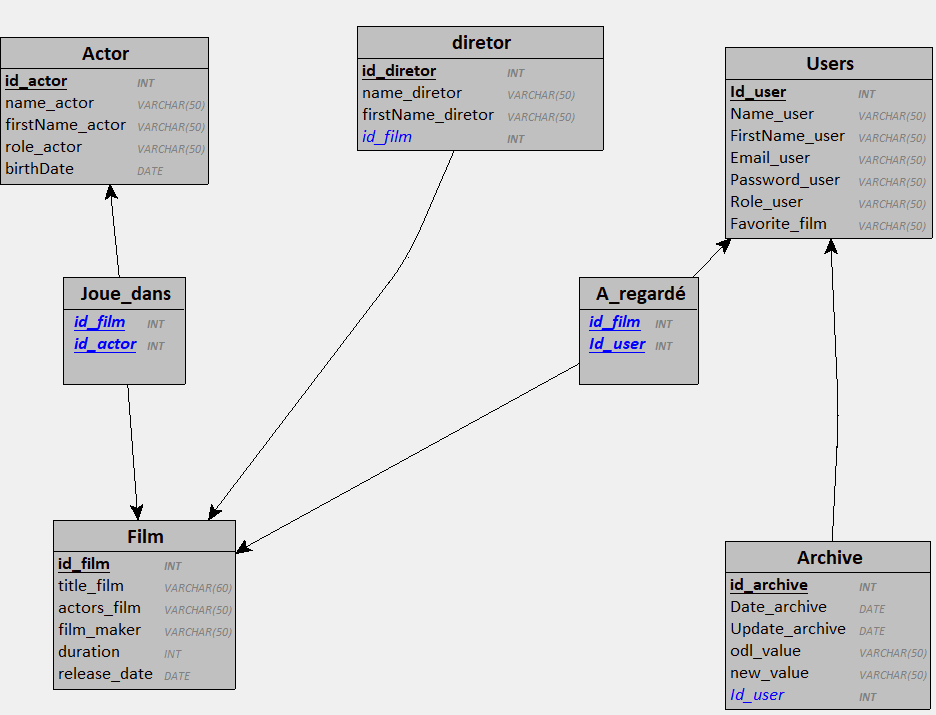 Actor
id_actor INT
name_actor VARCHAR(50)
firstName_actor VARCHAR(50)
role_actor VARCHAR(50)
birthDate DATE
diretor
id_diretor INT
name_diretor VARCHAR(50)
firstName_diretor VARCHAR(50)
id_film INT
Users
Id_user INT
Name_user VARCHAR(50)
FirstName_user VARCHAR(50)
Email_user VARCHAR(50)
Password_user VARCHAR(50)
Role_user VARCHAR(50)
Favorite_film VARCHAR(50)
Joue_dans
id_film INT
id_actor INT
A_regardé
id_film INT
Id_user INT
Film
id_film INT
title_film VARCHAR(60)
actors_film VARCHAR(50)
film_maker VARCHAR(50)
duration INT
release_date DATE
Archive
id_archive INT
Date_archive DATE
Update_archive DATE
odl_value VARCHAR(50)
new_value VARCHAR(50)
Id_user INT